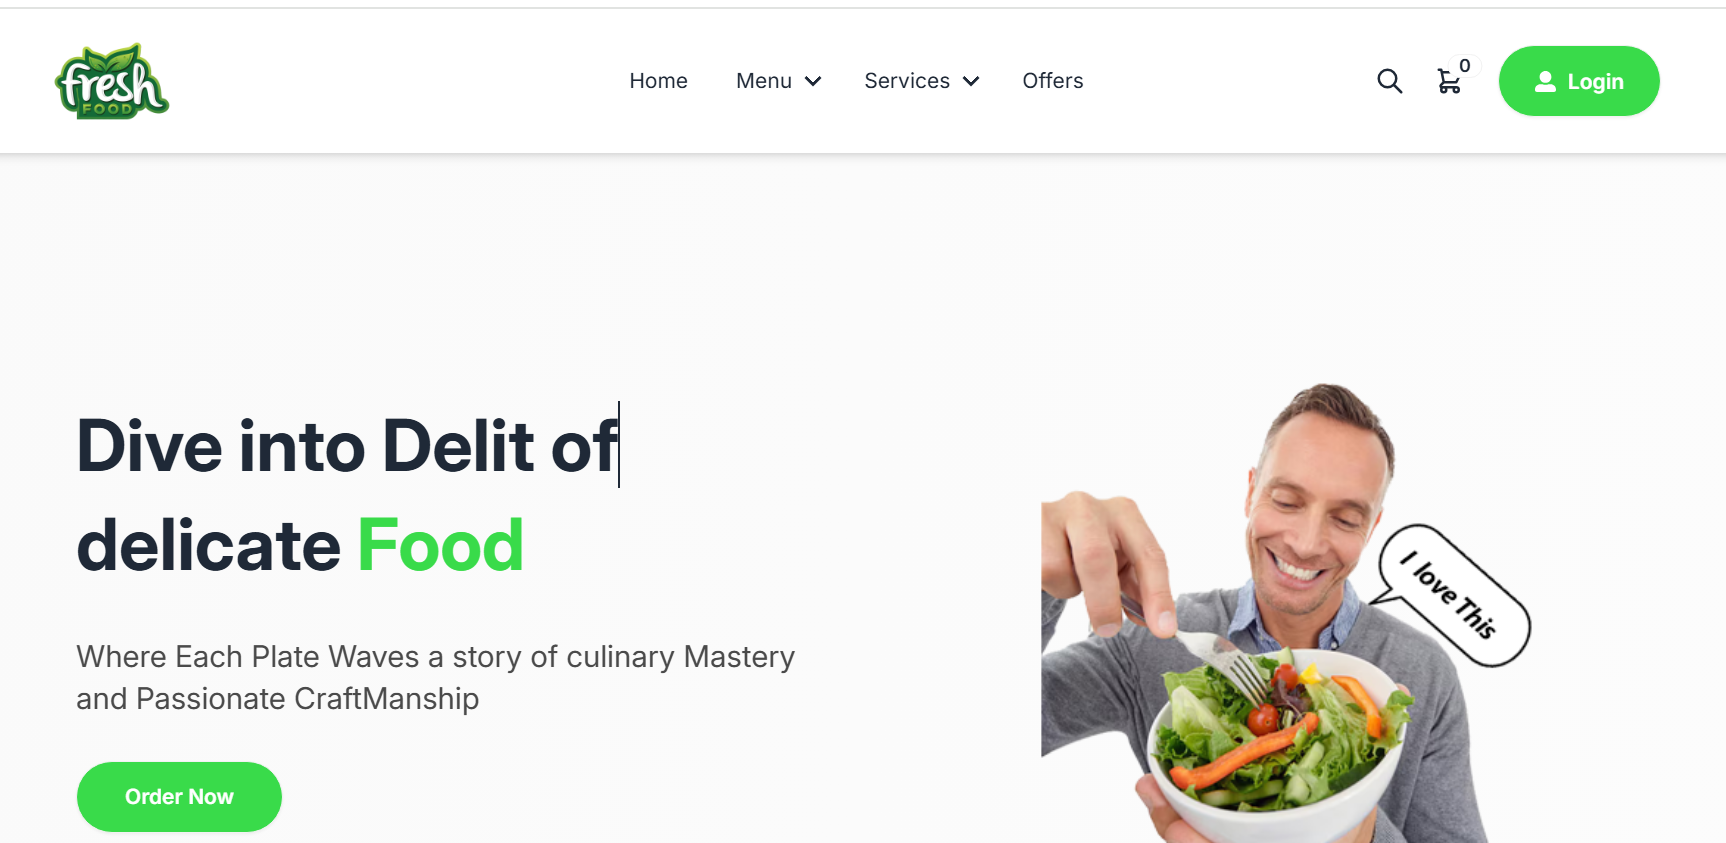 fresh
FOOD
Home Menu Services Offers 0 Login
Dive into Delit of
delicate Food
I love This
Where Each Plate Waves a story of culinary Mastery
and Passionate CraftManship
Order Now